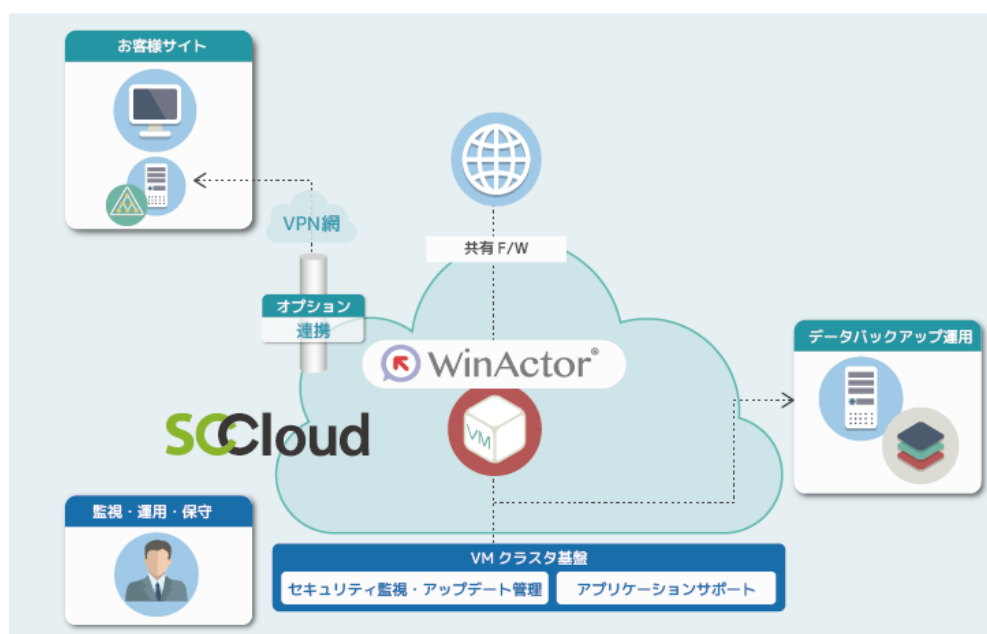 お客様サイト
VPN網
共有 F/W
オプション
連携
WinActor®
データバックアップ運用
SCCloud
VM
監視・運用・保守
VM クラスタ基盤
セキュリティ監視・アップデート管理
アプリケーションサポート